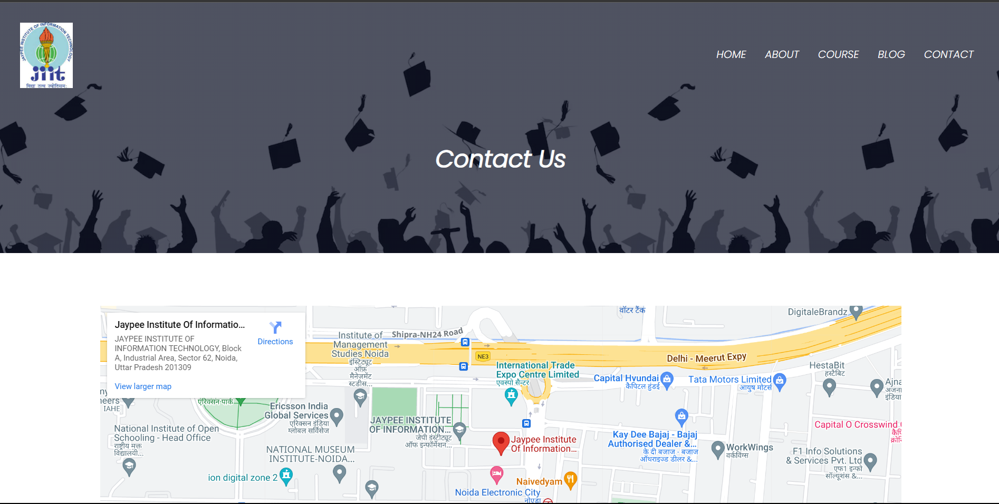 JAYPEE INSTITUTE OF INFORMATION TECHNOLOGY
jiit
विद्या तत्व ज्योतिसमः
HOME ABOUT COURSE BLOG CONTACT
Contact Us
Jaypee Institute Of Informatio...
JAYPEE INSTITUTE OF
INFORMATION TECHNOLOGY, Block
A, Industrial Area, Sector 62, Noida,
Uttar Pradesh 201309
Directions
View larger map
Institute of
Management
Studies Noida
इंस्टिट्यूट
ऑफ़
मैनेजमेंट
स्टडीस...
Shipra-NH24 Road
NE3
वॉटर टैंक
DigitaleBrandz
Delhi - Meerut Expy
International Trade
Expo Centre Limited
एक्स्पो सैन्टर
Capital Hyundai
कैपिटल हुंडई
Tata Motors Limited
आयुष मोटर्स
HestaBit
हस्टैबिट
Ajna
अजना
इंडिया
IAHE
एरिक्सन पार्क
Ericsson India
Global Services
एरिक्सन इंडिया
ग्लोबल सर्विसेज
National Institute of Open
Schooling - Head Office
राष्ट्रीय मुक्त
विद्यालयी...
JAYPEE INSTITUTE
OF INFORMATION...
जेपी इंस्टीट्यूट
ऑफ इन्फॉर्मेशन...
Jaypee Institute
Of Information...
NATIONAL MUSEUM
INSTITUTE-NOIDA...
ion digital zone 2
Naivedyam
Noida Electronic City
नोएडा
Kay Dee Bajaj - Bajaj
Authorised Dealer &...
के दी बजाज - बजाज
ऑथराइज्ड डीलर &...
WorkWings
वर्कविंग्स
Capital O Crosswind
F1 Info Solutions
& Services Pvt. Ltd
एफ1 इन्फो
सॉल्यूशंस &...